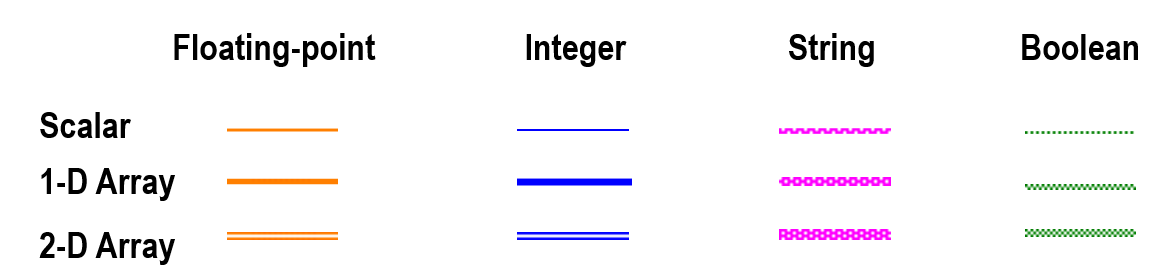 Floating-point Integer String Boolean
Scalar
1-D Array
2-D Array